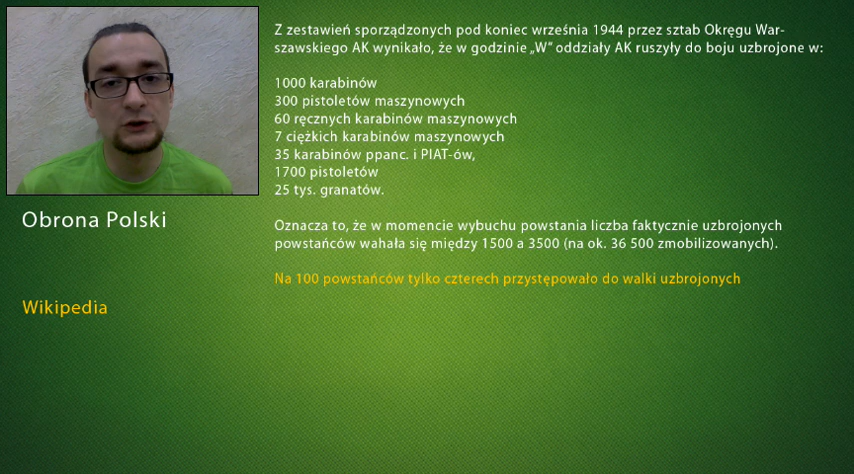 Z zestawień sporządzonych pod koniec września 1944 przez sztab Okręgu War-
szawskiego AK wynikało, że w godzinie „W” oddziały AK ruszyły do boju uzbrojone w:
1000 karabinów
300 pistoletów maszynowych
60 ręcznych karabinów maszynowych
7 ciężkich karabinów maszynowych
35 karabinów ppanc. i PIAT-ów,
1700 pistoletów
25 tys. granatów.
Oznacza to, że w momencie wybuchu powstania liczba faktycznie uzbrojonych
powstańców wahała się między 1500 a 3500 (na ok. 36 500 zmobilizowanych).
Na 100 powstańców tylko czterech przystępowało do walki uzbrojonych
Obrona Polski
Wikipedia